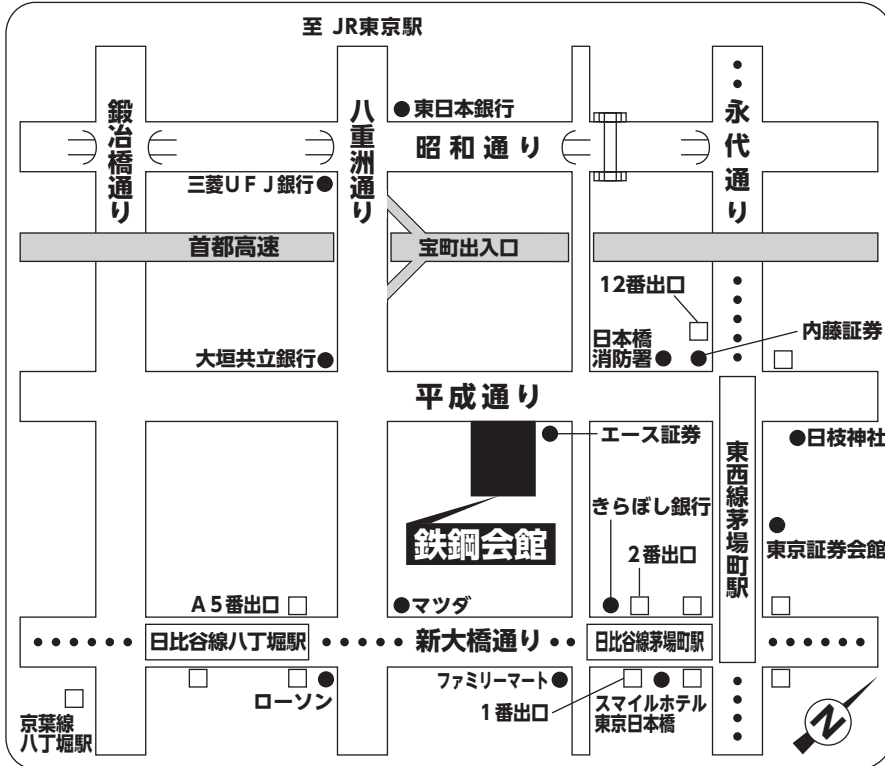 至 JR東京駅
鍛冶橋通り
八重洲通り
東日本銀行
昭和通り
永代通り
三菱UFJ銀行
首都高速
宝町出入口
12番出口
日本橋
消防署
内藤証券
大垣共立銀行
平成通り
エース証券
日枝神社
東西線茅場町駅
きらぼし銀行
鉄鋼会館
2番出口
東京証券会館
A5番出口
マツダ
日比谷線八丁堀駅
新大橋通り
日比谷線茅場町駅
ローソン
ファミリーマート
1番出口
スマイルホテル
東京日本橋
京葉線
八丁堀駅
N